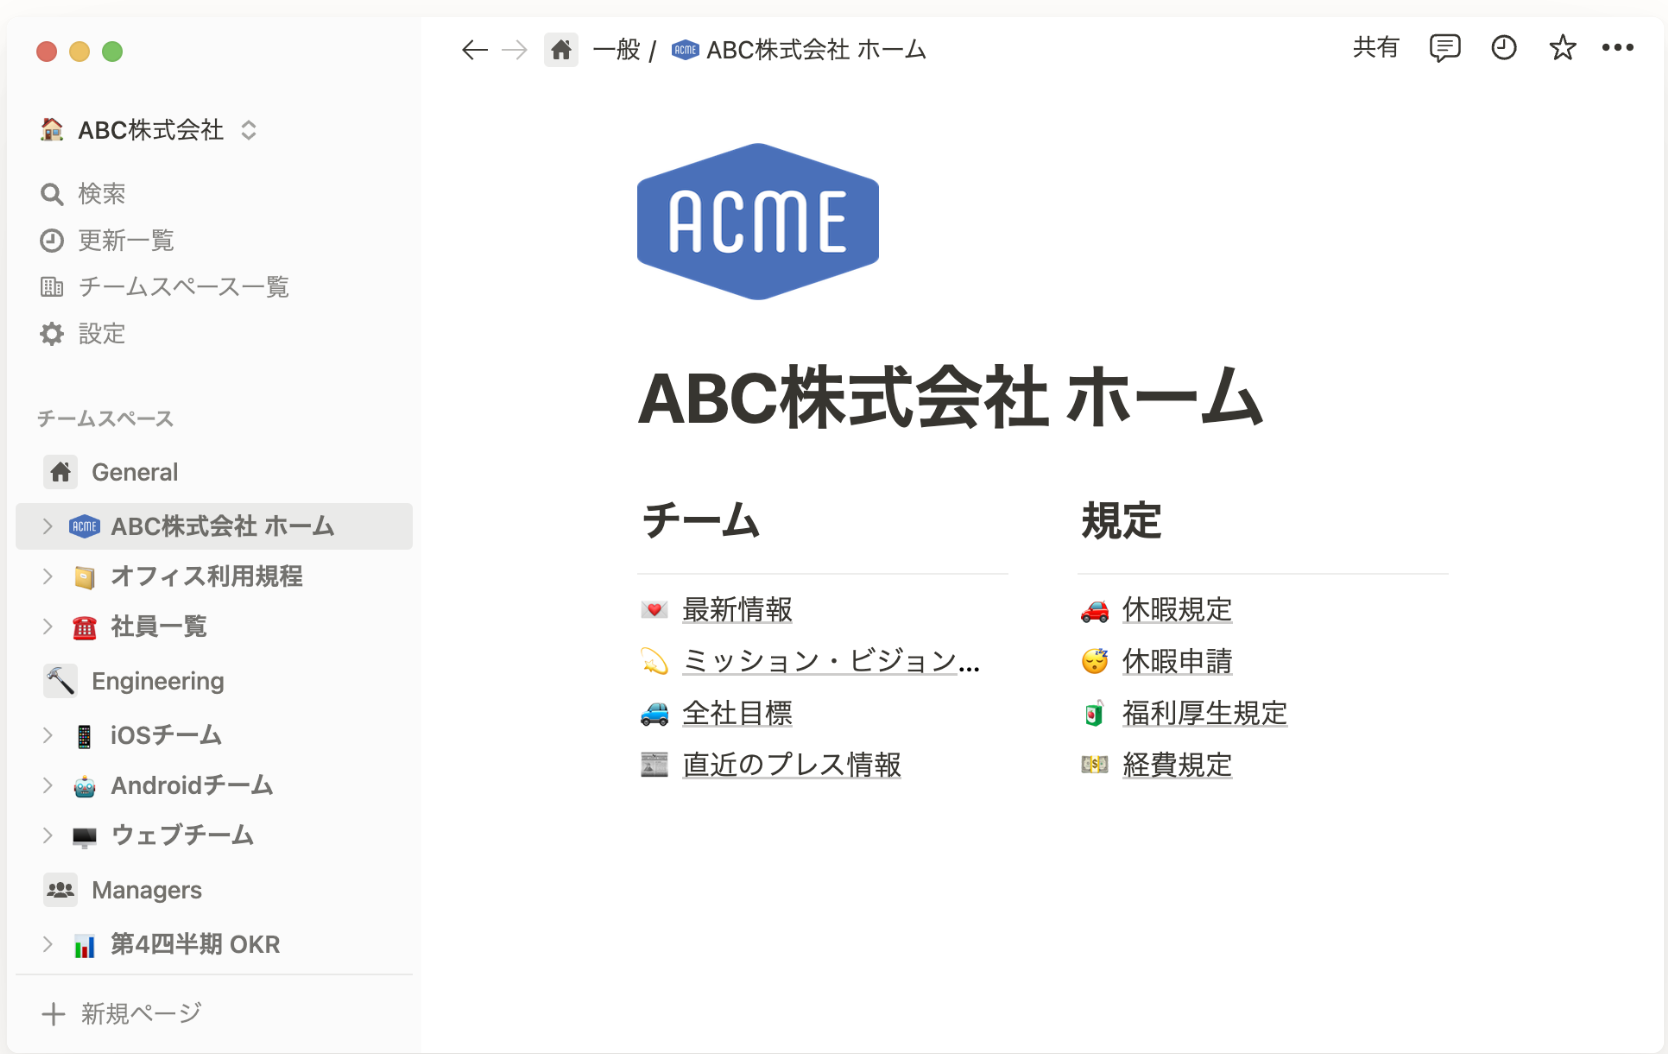 ABC株式会社
検索
更新一覧
チームスペース一覧
設定
チームスペース
General
ACME ABC株式会社 ホーム
オフィス利用規程
社員一覧
Engineering
iOSチーム
Androidチーム
ウェブチーム
Managers
第4四半期 OKR
新規ページ
一般 / ACME ABC株式会社 ホーム
共有
ACME
ABC株式会社 ホーム
チーム
最新情報
ミッション・ビジョン...
全社目標
直近のプレス情報
規定
休暇規定
休暇申請
福利厚生規定
経費規定